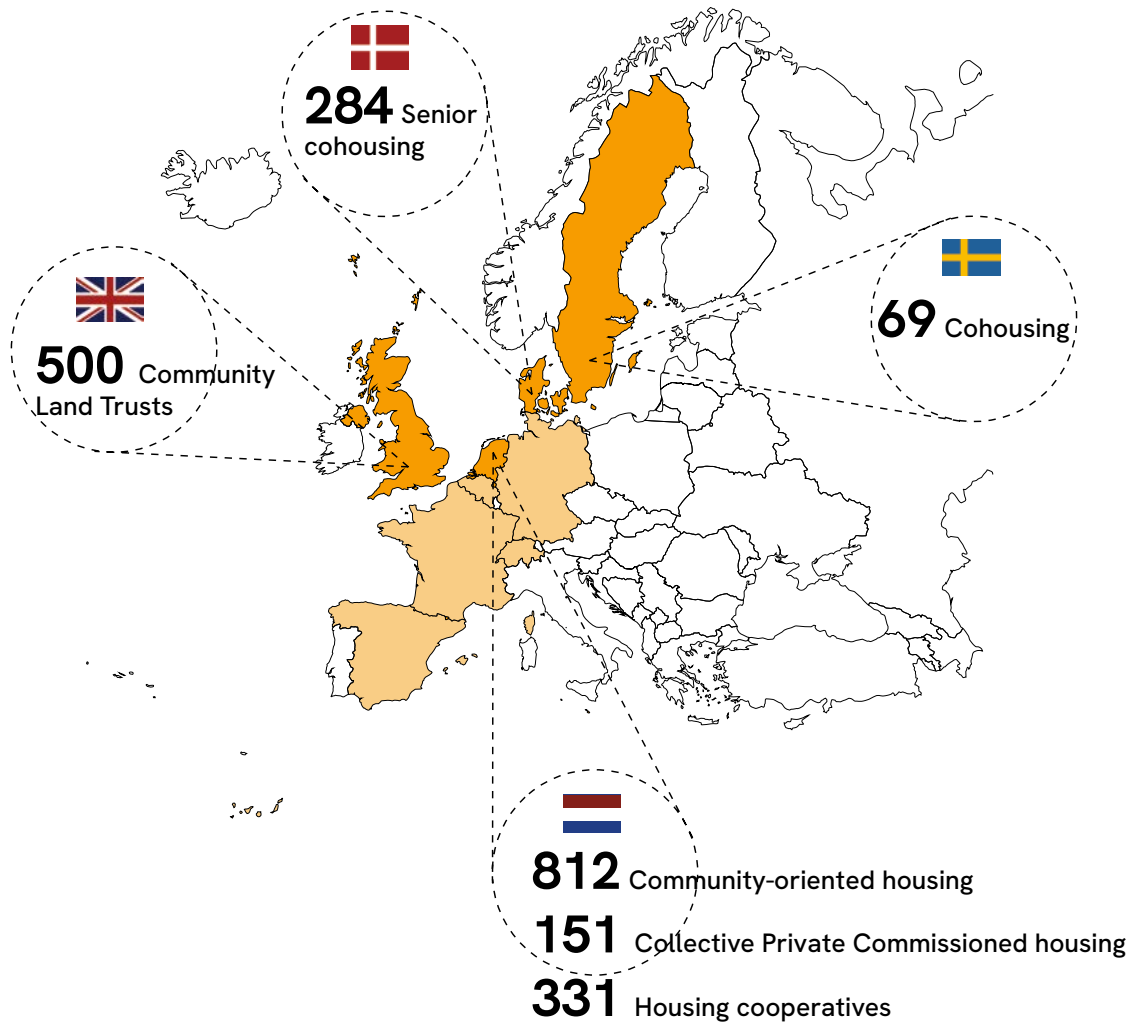 284 Senior
cohousing
69 Cohousing
500 Community
Land Trusts
812 Community-oriented housing
151 Collective Private Commissioned housing
331 Housing cooperatives